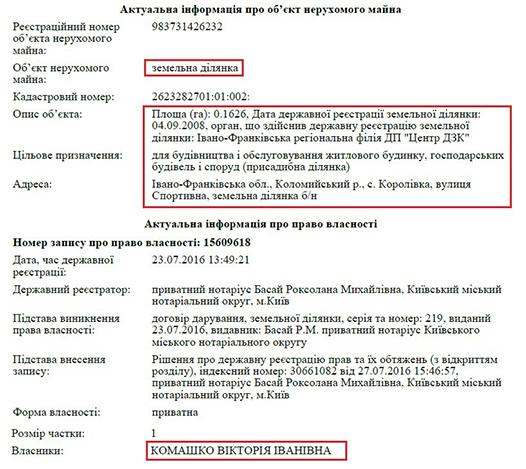 Актуальна інформація про об’єкт нерухомого майна
Реєстраційний номер об’єкта нерухомого майна: 983731426232
Об’єкт нерухомого майна: земельна ділянка
Кадастровий номер: 2623282701:01:002:
Опис об’єкта: Площа (га): 0.1626, Дата державної реєстрації земельної ділянки:
04.09.2008, орган, що здійснив державну реєстрацію земельної
ділянки: Івано-Франківська регіональна філія ДП "Центр ДЗК"
Цільове призначення: для будівництва і обслуговування житлового будинку, господарських
будівель і споруд (присадибна ділянка)
Адреса: Івано-Франківська обл., Коломийський р., с. Королівка, вулиця
Спортивна, земельна ділянка б/н
Актуальна інформація про право власності
Номер запису про право власності: 15609618
Дата, час державної реєстрації: 23.07.2016 13:49:21
Державний реєстратор: приватний нотаріус Басай Роксолана Михайлівна, Київський міський
нотаріальний округ, м.Київ
Підстава виникнення права власності: договір дарування, земельної ділянки, серія та номер: 219, виданий
23.07.2016, видавник: Басай Р.М. приватний нотаріус Київського
міського нотаріального округу
Підстава внесення запису: Рішення про державну реєстрацію прав та їх обтяжень (з відкриттям
розділу), індексний номер: 30661082 від 27.07.2016 15:46:57,
приватний нотаріус Басай Роксолана Михайлівна, Київський міський
нотаріальний округ, м.Київ
Форма власності: приватна
Розмір частки: 1
Власники: КОМАШКО ВІКТОРІЯ ІВАНІВНА